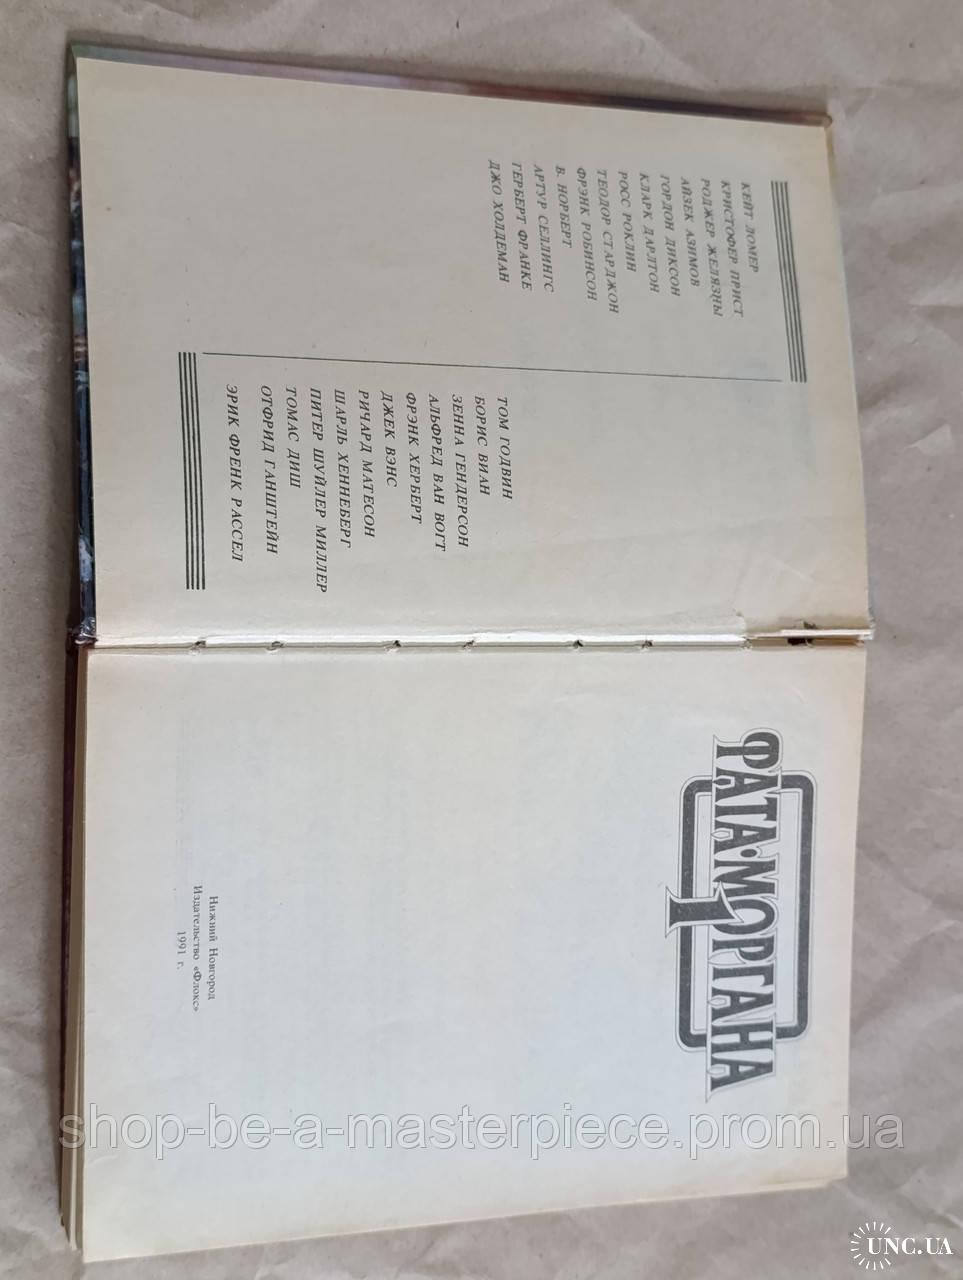 КЕЙТ ЛОМЕР
КРИСТОФЕР ПРИСТ
РОДЖЕР ЖЕЛЯЗНЫ
АЙЗЕК АЗИМОВ
ГОРДОН ДИКСОН
КЛАРК ДАРЛТОН
РОСС РОКЛИН
ТЕОДОР СТАРДЖОН
ФРЭНК РОБИНСОН
В. НОРБЕРТ
АРТУР СЕЛЛИНГС
ГЕРБЕРТ ФРАНКЕ
ДЖО ХОЛДЕМАН
ТОМ ГОДВИН
БОРИС ВИАН
ЗЕННА ГЕНДЕРСОН
АЛЬФРЕД ВАН ВОГТ
ФРЭНК ХЕРБЕРТ
ДЖЕК ВЭНС
РИЧАРД МАТЕСОН
ШАРЛЬ ХЕННЕБЕРГ
ПИТЕР ШУЙЛЕР МИЛЛЕР
ТОМАС ДИШ
ОТФРИД ГАНШТЕЙН
ЭРИК ФРЕНК РАССЕЛ
ФАТА·МОРГАНА
1
Нижний Новгород
Издательство «Флокс»
1991 г.
shop-be-a-masterpiece.prom.ua
UNC.UA